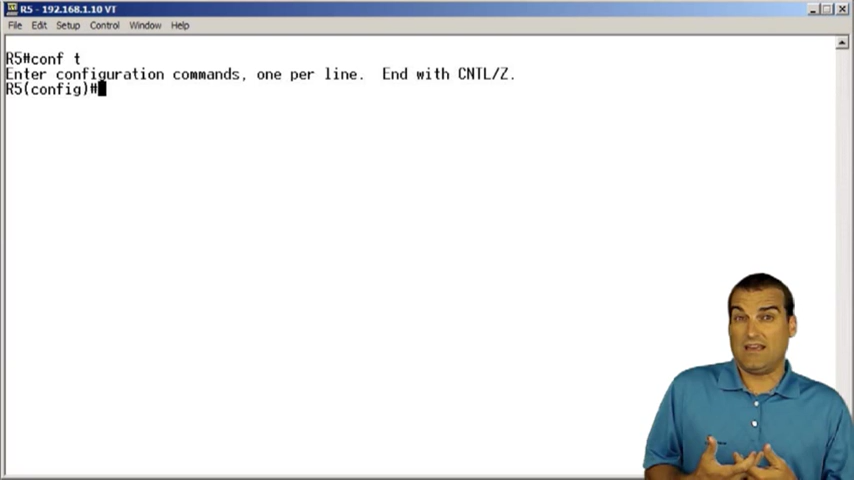 R5 - 192.168.1.10 VT
File Edit Setup Control Window Help
R5#conf t
Enter configuration commands, one per line.  End with CNTL/Z.
R5(config)#